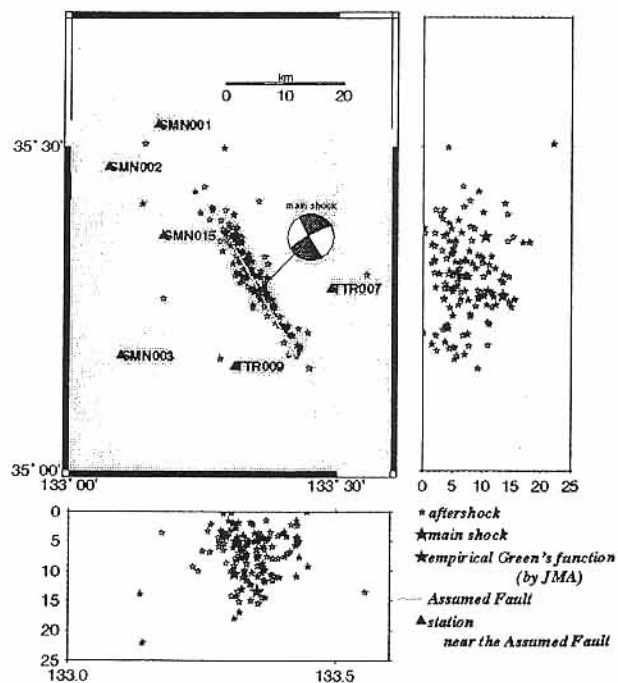 km
0 10 20
SMN001
35° 30'
SMN002
main shock
SMN015
TTR007
SMN003
TTR009
35° 00'
133° 00'
133° 30'
0 5 10 15 20 25
0
5
10
15
20
25
133.0
133.5
aftershock
main shock
empirical Green's function
(by JMA)
Assumed Fault
station
near the Assumed Fault